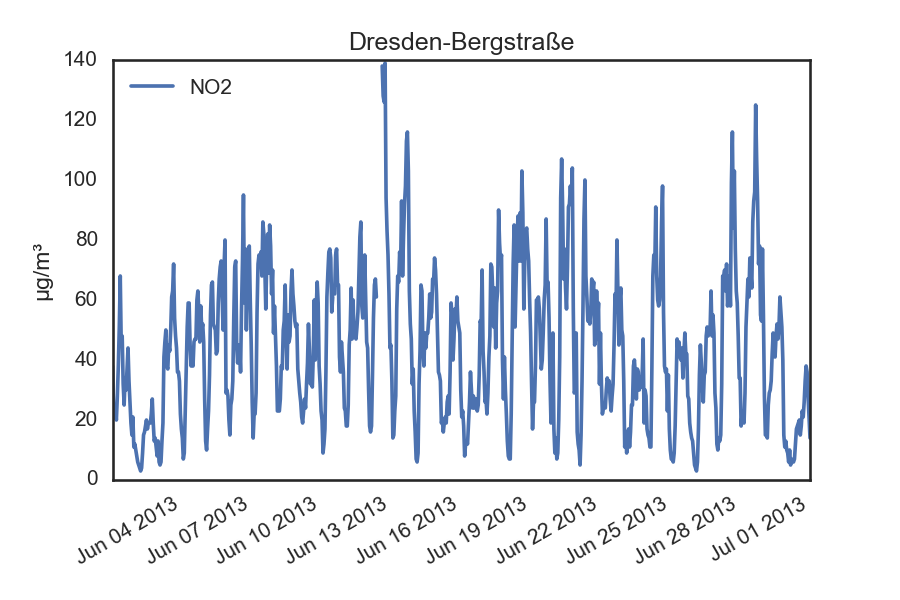 Dresden-Bergstraße
140
120
100
80
60
40
20
0
µg/m³
NO2
Jun 04 2013
Jun 07 2013
Jun 10 2013
Jun 13 2013
Jun 16 2013
Jun 19 2013
Jun 22 2013
Jun 25 2013
Jun 28 2013
Jul 01 2013